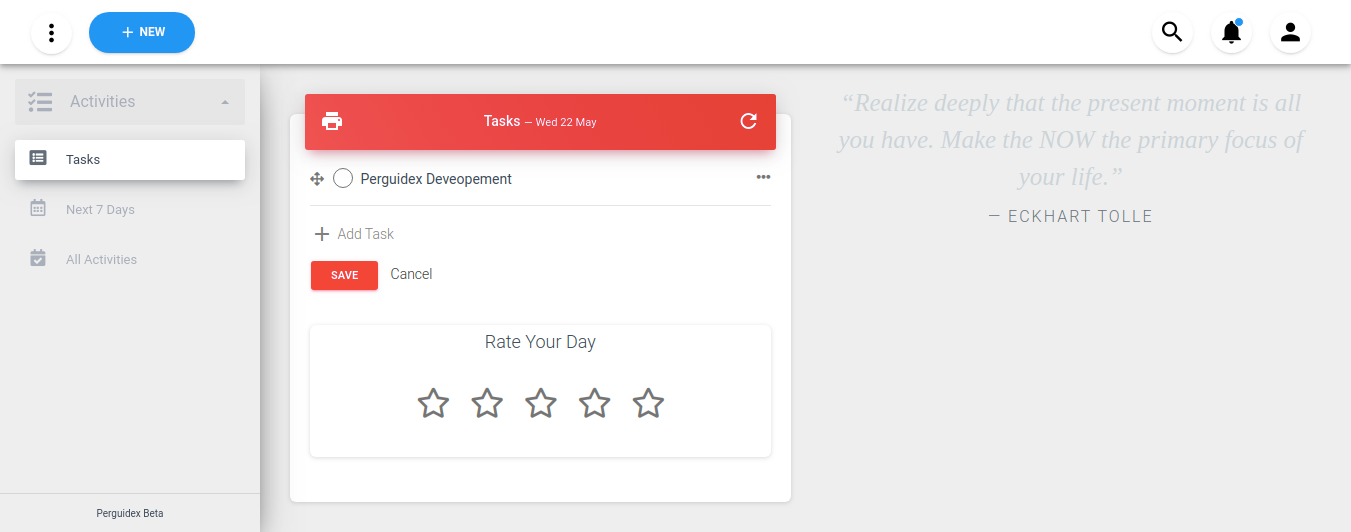 + NEW
Activities
Tasks
Next 7 Days
All Activities
Perguidex Beta
Tasks — Wed 22 May
Perguidex Deveopement
Add Task
SAVE Cancel
Rate Your Day
“Realize deeply that the present moment is all
you have. Make the NOW the primary focus of
your life.”
— ECKHART TOLLE